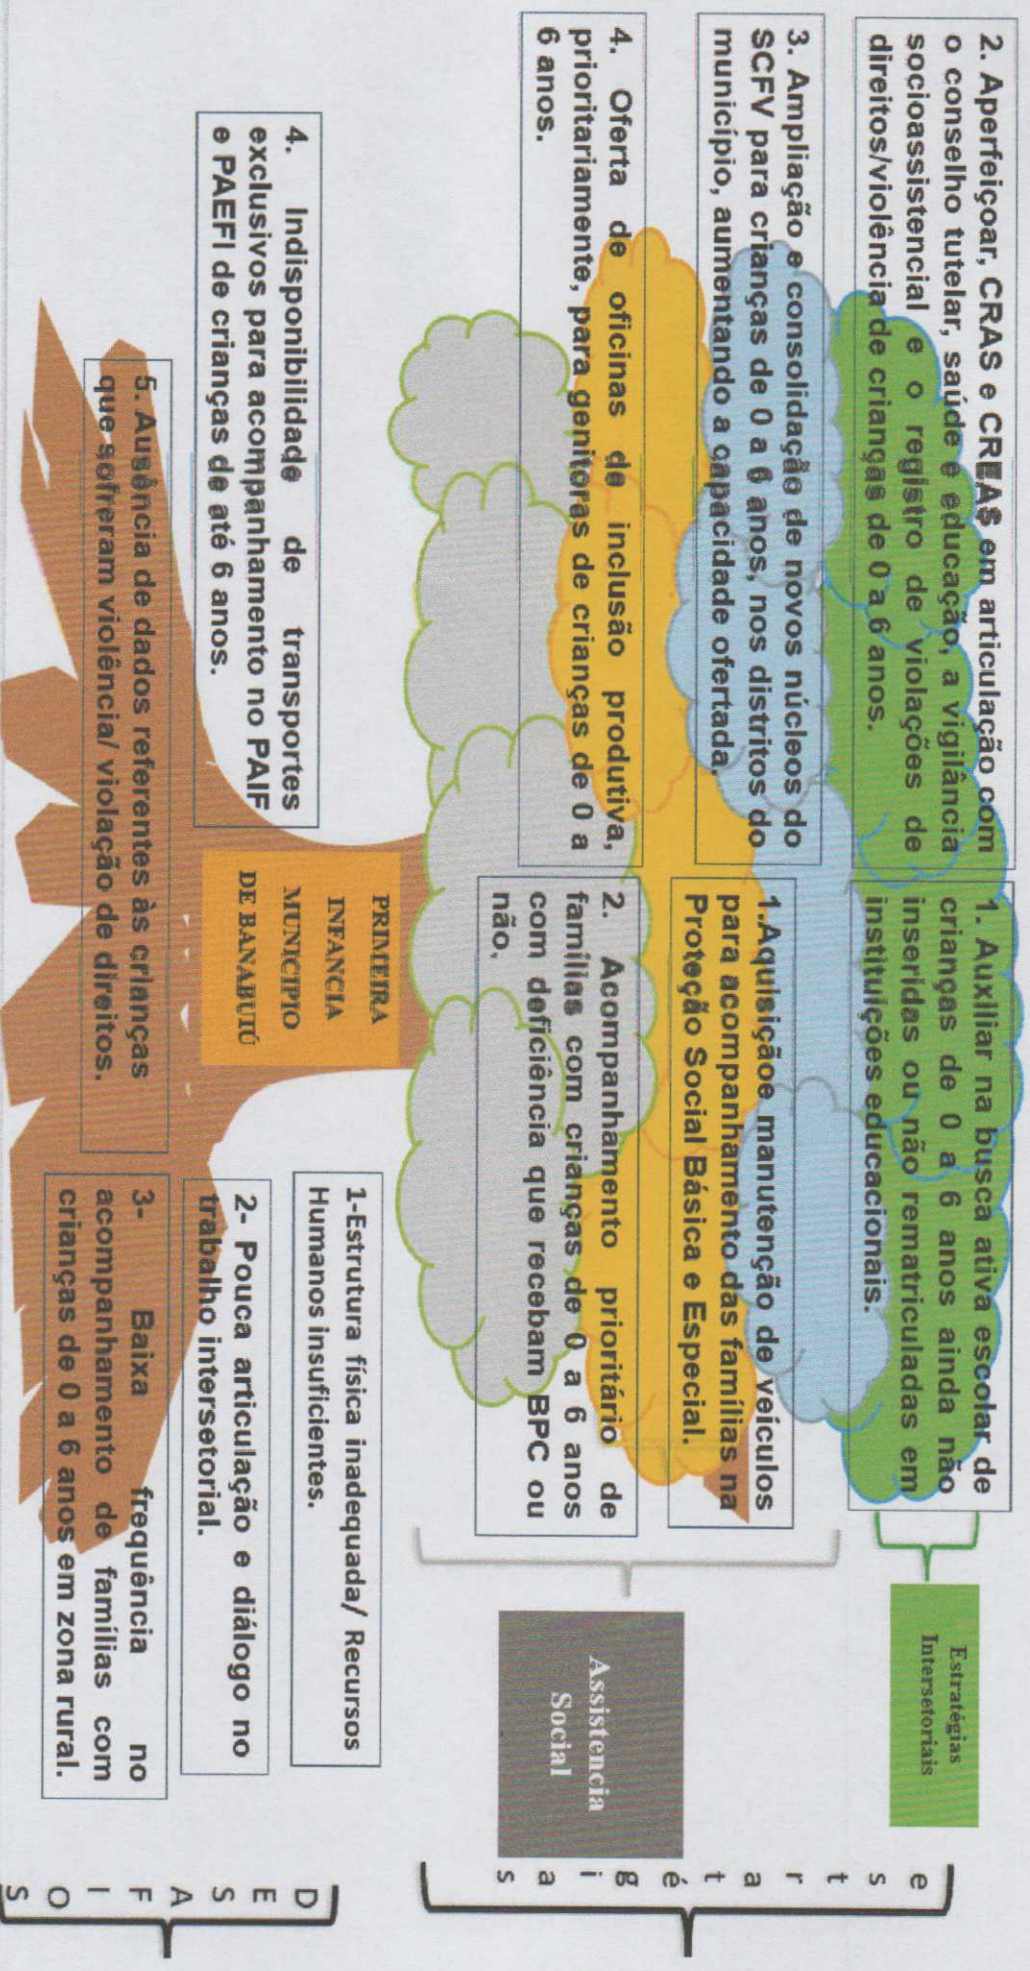 2. Aperfeiçoar, CRAS e CREAS em articulação com
o conselho tutelar, saúde e educação, a vigilância
socioassistencial e o registro de violações de
direitos/violência de crianças de 0 a 6 anos.
1. Auxiliar na busca ativa escolar de
crianças de 0 a 6 anos ainda não
inseridas ou não rematriculadas em
instituições educacionais.
Estratégias
Intersetoriais
3. Ampliação e consolidação de novos núcleos do
SCFV para crianças de 0 a 6 anos, nos distritos do
município, aumentando a capacidade ofertada.
1.Aquisiçãoe manutenção de veículos
para acompanhamento das famílias na
Proteção Social Básica e Especial.
4. Oferta de oficinas de inclusão produtiva,
prioritariamente, para genitoras de crianças de 0 a
6 anos.
2. Acompanhamento prioritário de
famílias com crianças de 0 a 6 anos
com deficiência que recebam BPC ou
não.
Assistencia
Social
e
s
t
r
a
t
é
g
i
a
s
4. Indisponibilidade de transportes
exclusivos para acompanhamento no PAIF
e PAEFI de crianças de até 6 anos.
PRIMEIRA
INFANCIA
MUNICIPIO
DE BANABUIÚ
1-Estrutura física inadequada/ Recursos
Humanos insuficientes.
2- Pouca articulação e diálogo no
trabalho intersetorial.
5. Ausência de dados referentes às crianças
que sofreram violência/ violação de direitos.
3- Baixa frequência no
acompanhamento de famílias com
crianças de 0 a 6 anos em zona rural.
D
E
S
A
F
I
O
S